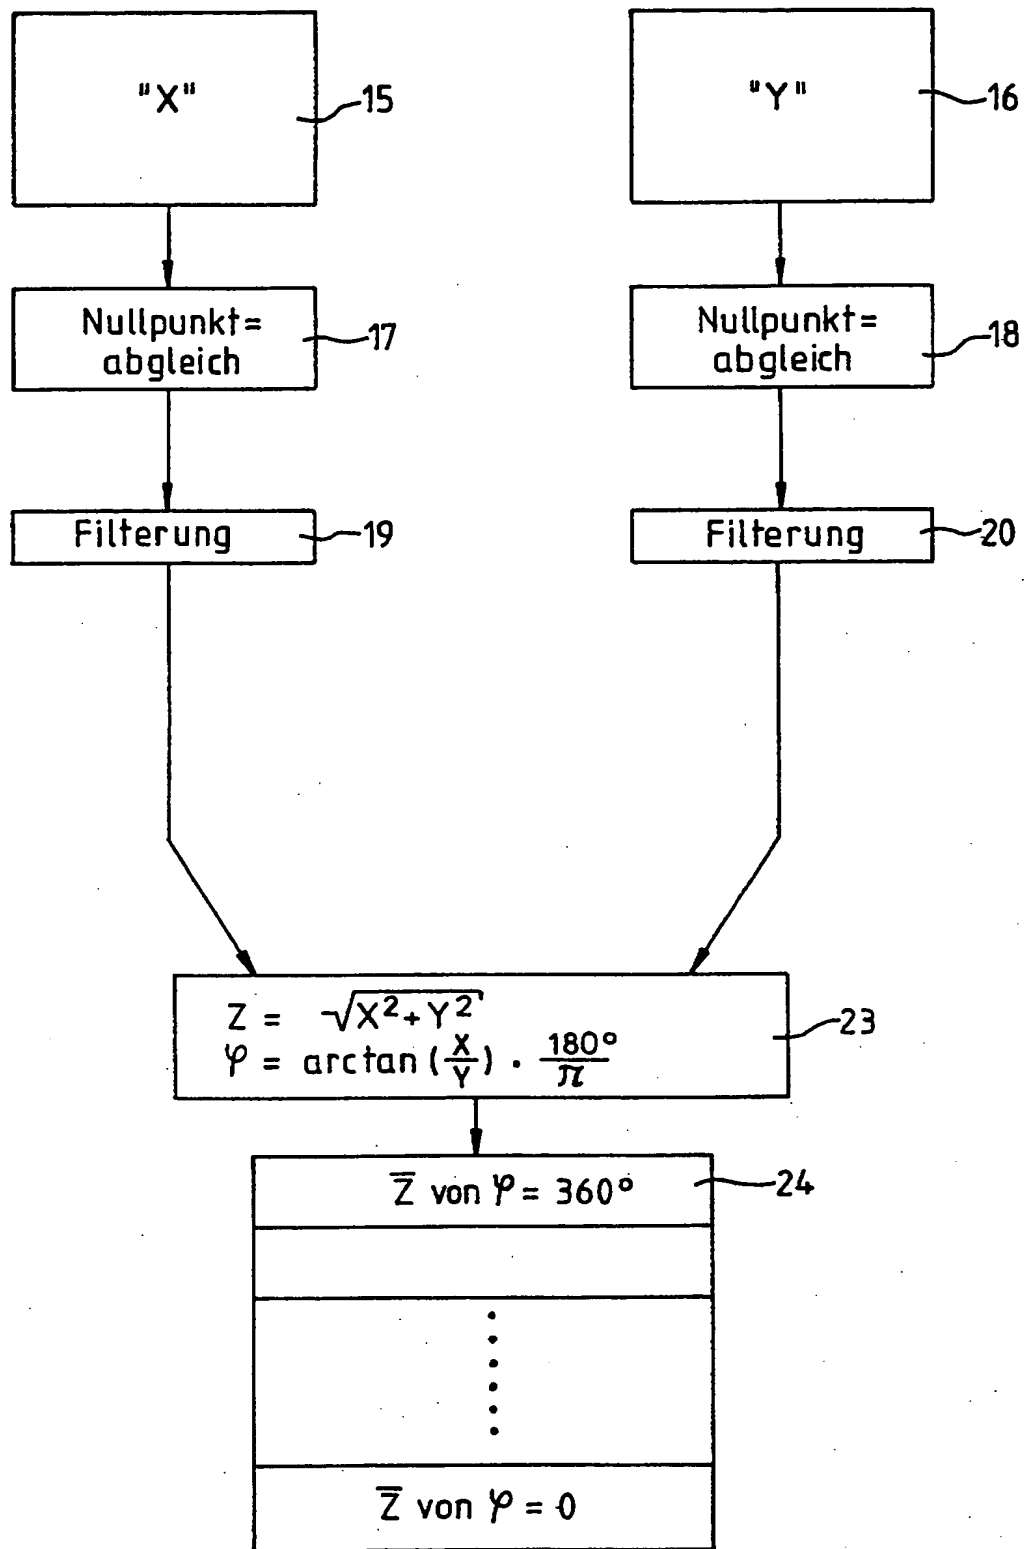 "X"
15
"Y"
16
Nullpunkt=
abgleich
17
Nullpunkt=
abgleich
18
Filterung
19
Filterung
20
Z = √X²+Y²
φ = arctan (X/Y) · 180°/π
23
Z̅ von φ = 360°
24
Z̅ von φ = 0